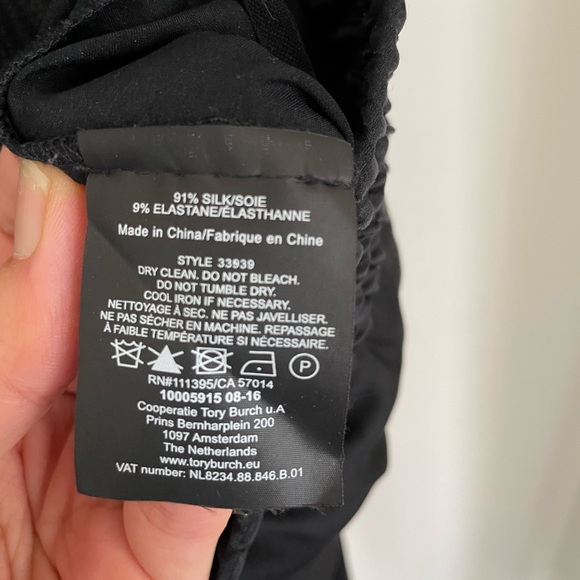 91% SILK/SOIE
9% ELASTANE/ÉLASTHANNE
Made in China/Fabrique en Chine
STYLE 33939
DRY CLEAN. DO NOT BLEACH.
DO NOT TUMBLE DRY.
COOL IRON IF NECESSARY.
NETTOYAGE À SEC. NE PAS JAVELLISER.
NE PAS SÉCHER EN MACHINE. REPASSAGE
À FAIBLE TEMPÉRATURE SI NÉCESSAIRE.
P
RN#111395/CA 57014
10005915 08-16
Cooperatie Tory Burch u.A
Prins Bernharplein 200
1097 Amsterdam
The Netherlands
www.toryburch.eu
VAT number: NL8234.88.846.B.01